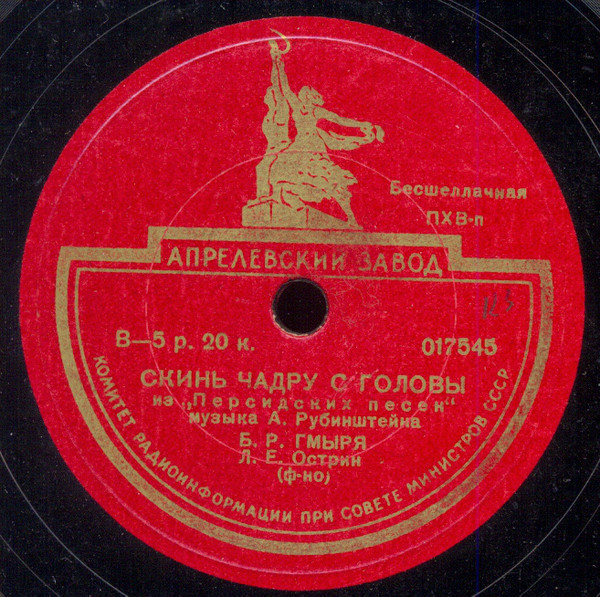 Бесшеллачная
ПХВ-п
АПРЕЛЕВСКИЙ ЗАВОД
В—5 р. 20 к.
017545
СКИНЬ ЧАДРУ С ГОЛОВЫ
из „Персидских песен“
музыка А. Рубинштейна
Б. Р. ГМЫРЯ
Л. Е. Острин
(ф-но)
КОМИТЕТ РАДИОИНФОРМАЦИИ ПРИ СОВЕТЕ МИНИСТРОВ СССР